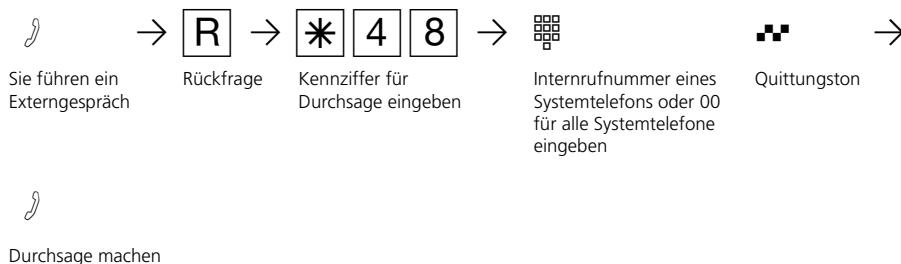 R
* 4 8
Sie führen ein
Externgespräch
Rückfrage
Kennziffer für
Durchsage eingeben
Internrufnummer eines
Systemtelefons oder 00
für alle Systemtelefone
eingeben
Quittungston
Durchsage machen